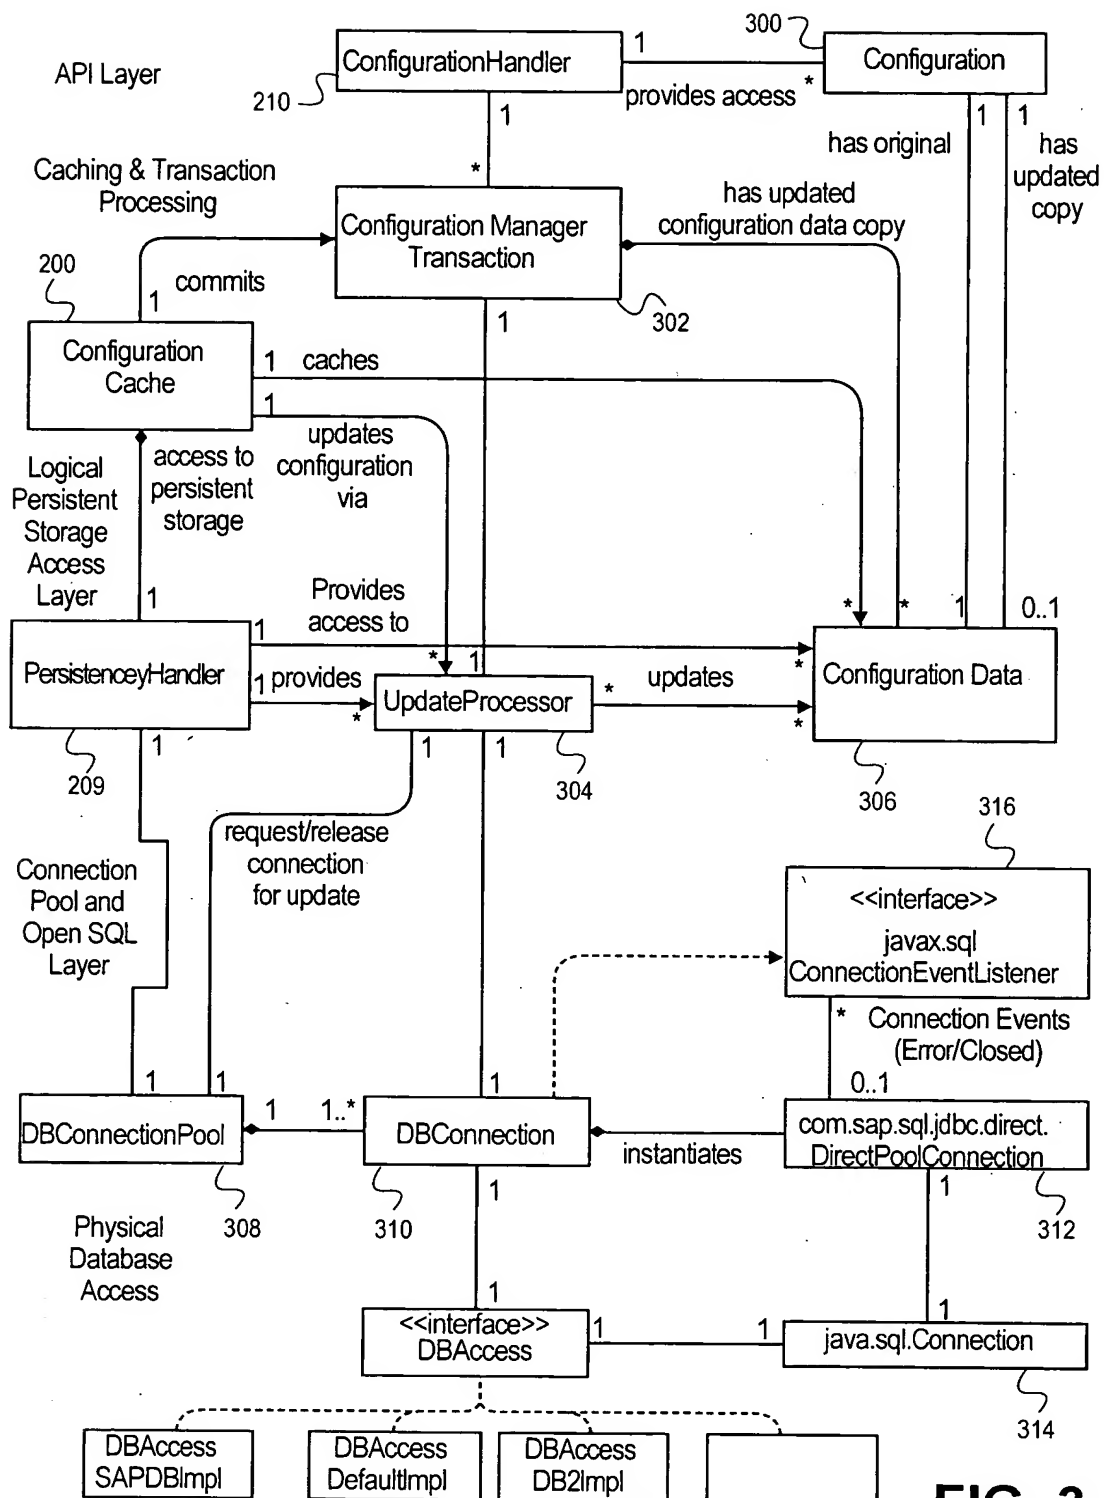 300
1
ConfigurationHandler
Configuration
API Layer
210
provides access
*
1
1
1
has original
has
updated
copy
Caching & Transaction
Processing
*
Configuration Manager
Transaction
has updated
configuration data copy
200
commits
1
302
1
Configuration
Cache
1
caches
1
updates
configuration
via
access to
persistent
storage
Logical
Persistent
Storage
Access
Layer
1
Provides
access to
*
*
1
0..1
1
PersistenceyHandler
*
1
*
Configuration Data
1
provides
*
UpdateProcessor
*
updates
*
1
1
1
209
304
306
316
request/release
connection
for update
Connection
Pool and
Open SQL
Layer
<<interface>>
javax.sql
ConnectionEventListener
*
Connection Events
(Error/Closed)
0..1
1
1
1
DBConnectionPool
1
1..*
DBConnection
instantiates
com.sap.sql.jdbc.direct.
DirectPoolConnection
308
310
1
1
312
Physical
Database
Access
1
1
<<interface>>
DBAccess
1
1
java.sql.Connection
314
DBAccess
SAPDBImpl
DBAccess
DefaultImpl
DBAccess
DB2Impl